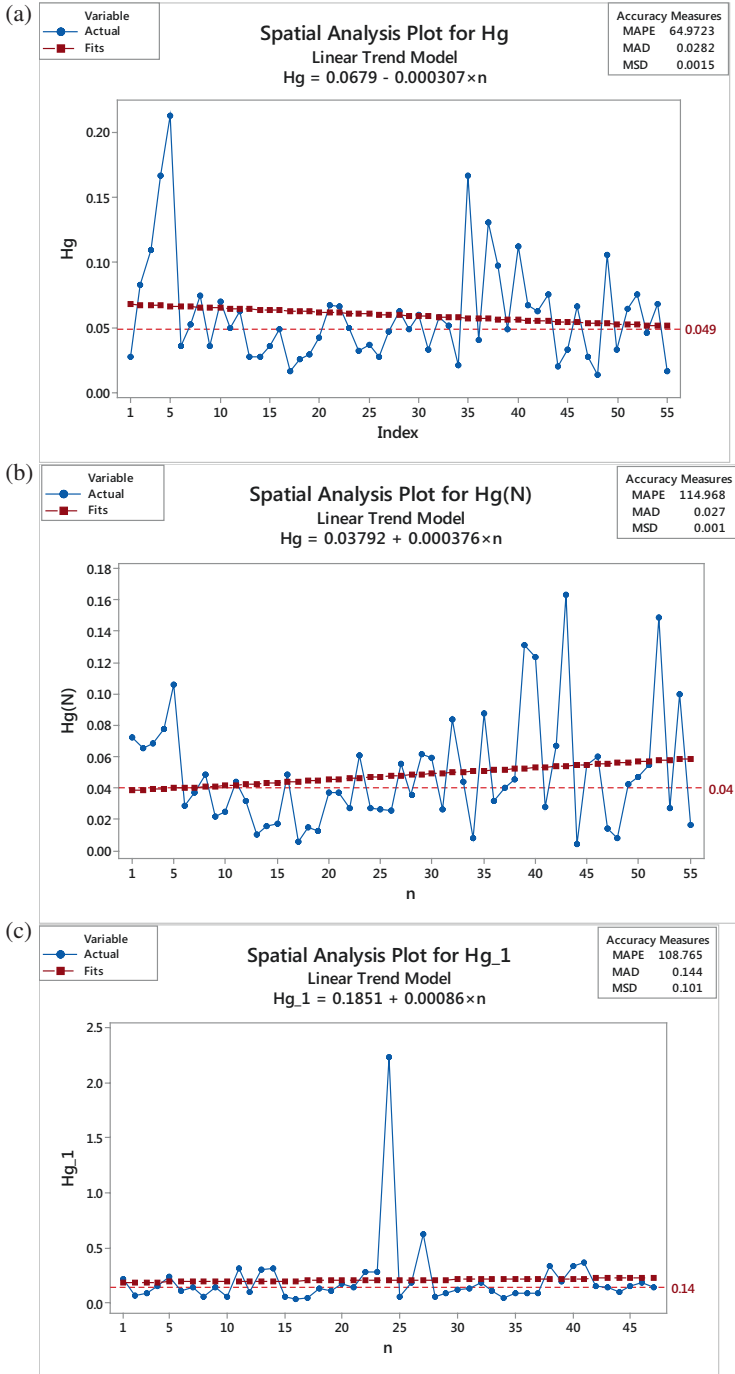 (a)
Variable
Actual
Fits
Spatial Analysis Plot for Hg
Linear Trend Model
Hg = 0.0679 - 0.000307×n
Accuracy Measures
MAPE 64.9723
MAD 0.0282
MSD 0.0015
Hg
0.20
0.15
0.10
0.05
0.00
0.049
1 5 10 15 20 25 30 35 40 45 50 55
Index
(b)
Variable
Actual
Fits
Spatial Analysis Plot for Hg(N)
Linear Trend Model
Hg = 0.03792 + 0.000376×n
Accuracy Measures
MAPE 114.968
MAD 0.027
MSD 0.001
Hg(N)
0.18
0.16
0.14
0.12
0.10
0.08
0.06
0.04
0.02
0.00
0.04
1 5 10 15 20 25 30 35 40 45 50 55
n
(c)
Variable
Actual
Fits
Spatial Analysis Plot for Hg_1
Linear Trend Model
Hg_1 = 0.1851 + 0.00086×n
Accuracy Measures
MAPE 108.765
MAD 0.144
MSD 0.101
Hg_1
2.5
2.0
1.5
1.0
0.5
0.0
0.14
1 5 10 15 20 25 30 35 40 45
n